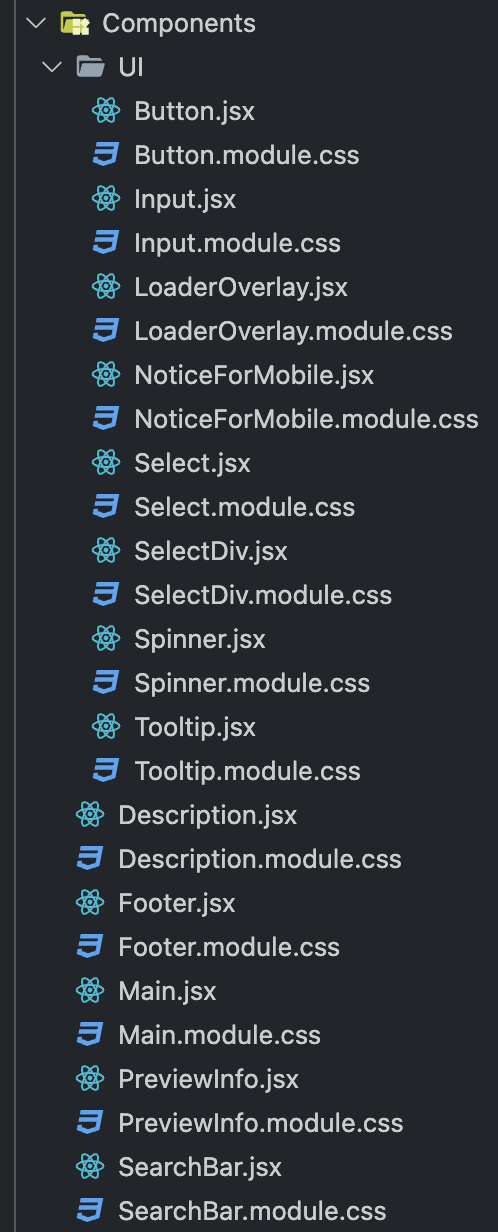 Components
UI
Button.jsx
Button.module.css
Input.jsx
Input.module.css
LoaderOverlay.jsx
LoaderOverlay.module.css
NoticeForMobile.jsx
NoticeForMobile.module.css
Select.jsx
Select.module.css
SelectDiv.jsx
SelectDiv.module.css
Spinner.jsx
Spinner.module.css
Tooltip.jsx
Tooltip.module.css
Description.jsx
Description.module.css
Footer.jsx
Footer.module.css
Main.jsx
Main.module.css
PreviewInfo.jsx
PreviewInfo.module.css
SearchBar.jsx
SearchBar.module.css